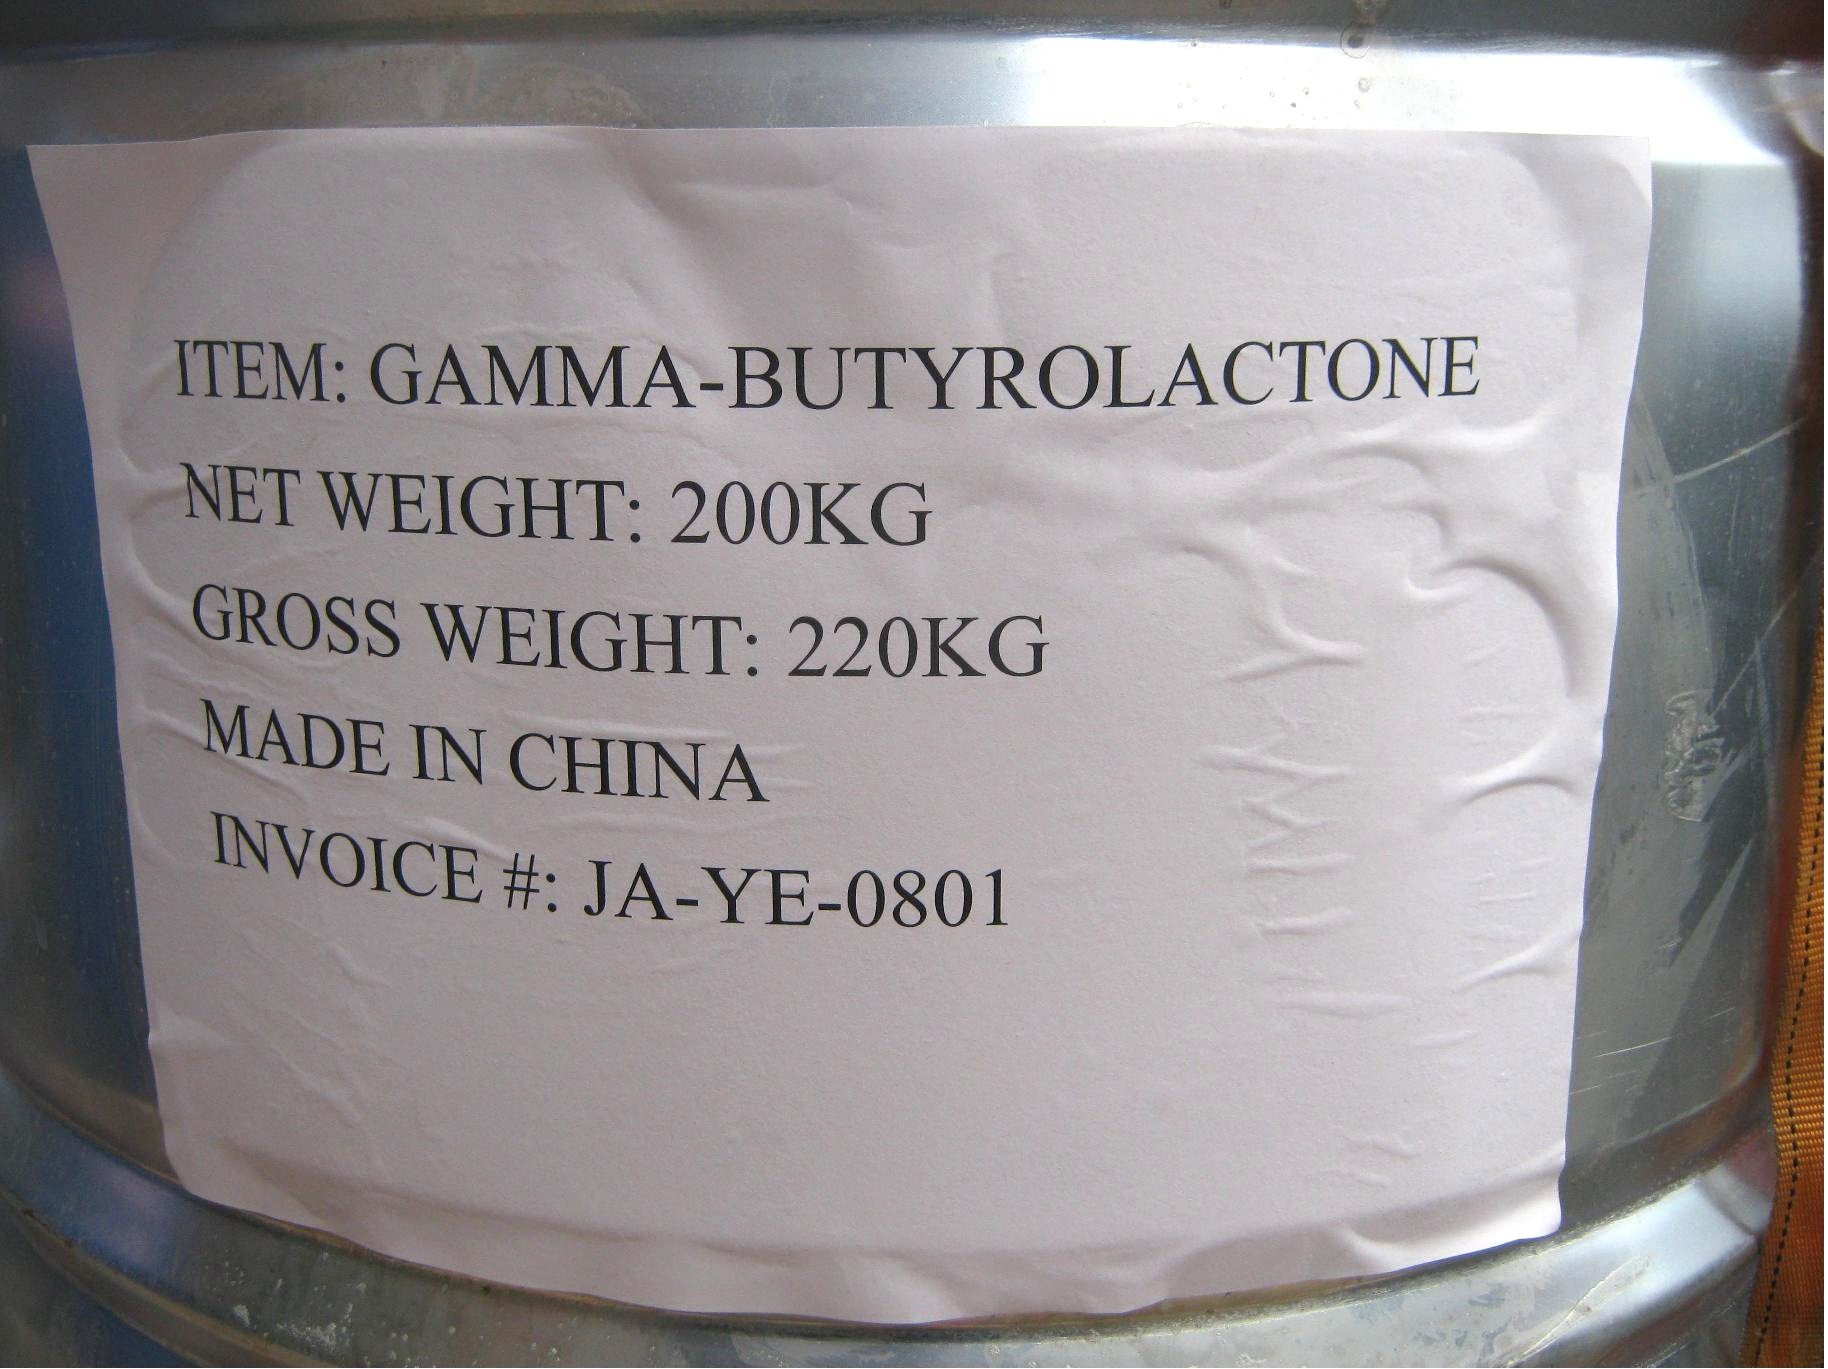 ITEM: GAMMA-BUTYROLACTONE
NET WEIGHT: 200KG
GROSS WEIGHT: 220KG
MADE IN CHINA
INVOICE #: JA-YE-0801